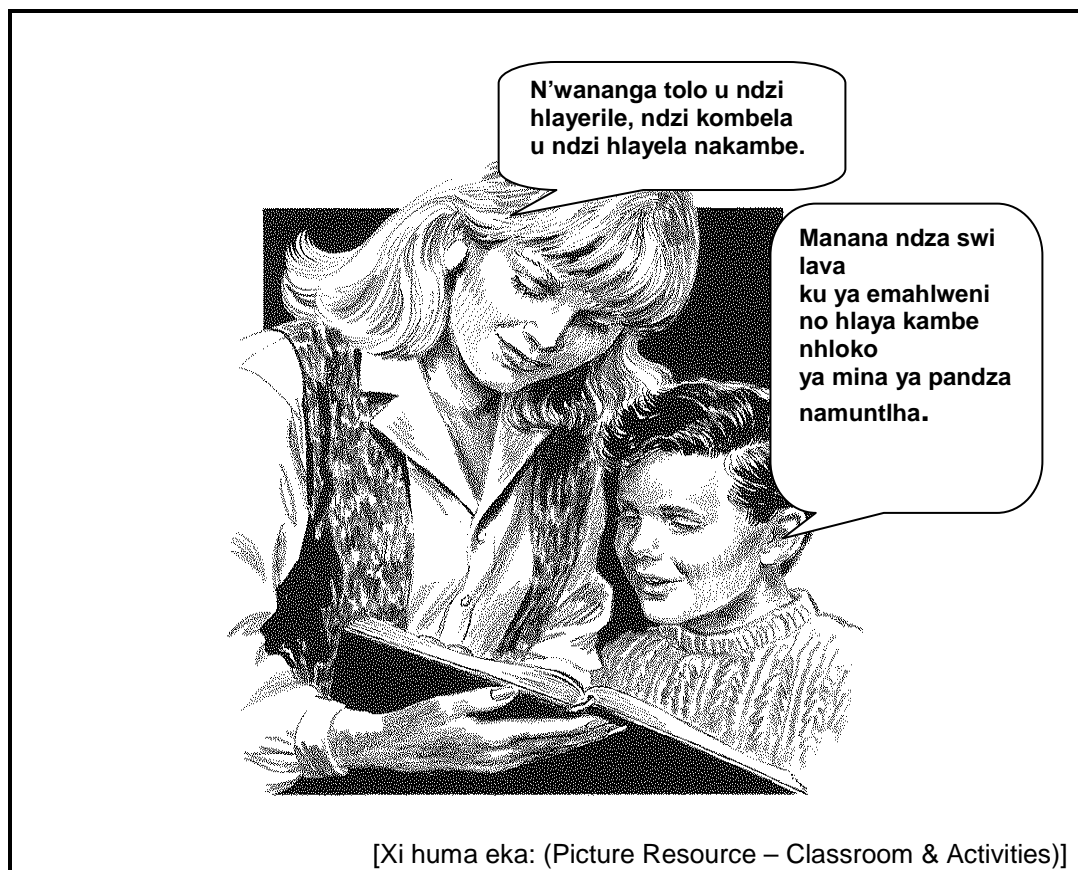 N'wananga tolo u ndzi
hlayerile, ndzi kombela
u ndzi hlayela nakambe.
Manana ndza swi
lava
ku ya emahlweni
no hlaya kambe
nhloko
ya mina ya pandza
namuntlha.
[Xi huma eka: (Picture Resource – Classroom & Activities)]